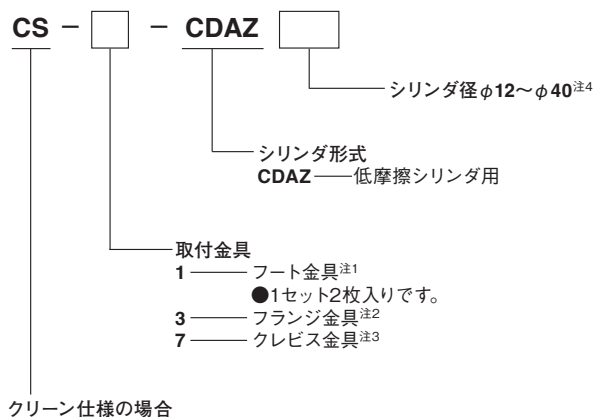 CS － □ － CDAZ □
シリンダ径φ12～φ40注4
シリンダ形式
CDAZ──低摩擦シリンダ用
取付金具
1──フート金具注1
●1セット2枚入りです。
3──フランジ金具注2
7──クレビス金具注3
クリーン仕様の場合